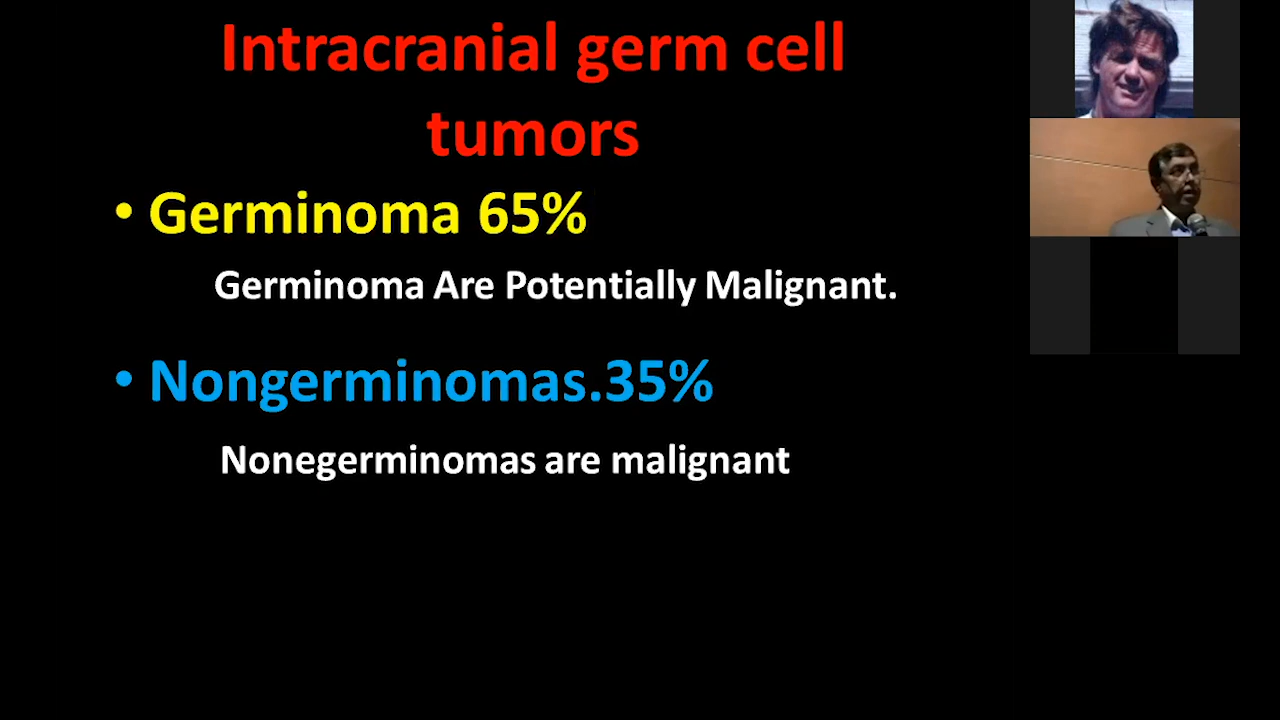 Intracranial germ cell
tumors
• Germinoma 65%
Germinoma Are Potentially Malignant.
• Nongerminomas.35%
Nonegerminomas are malignant